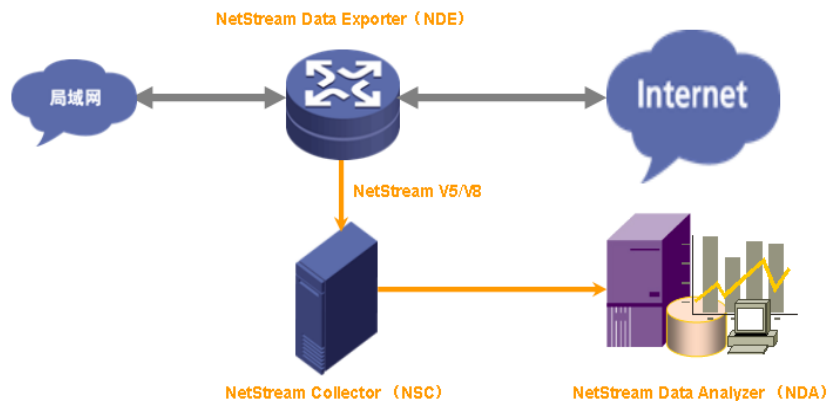 NetStream Data Exporter（NDE）
局域网
Internet
NetStream V5/V8
NetStream Collector （NSC）
NetStream Data Analyzer （NDA）